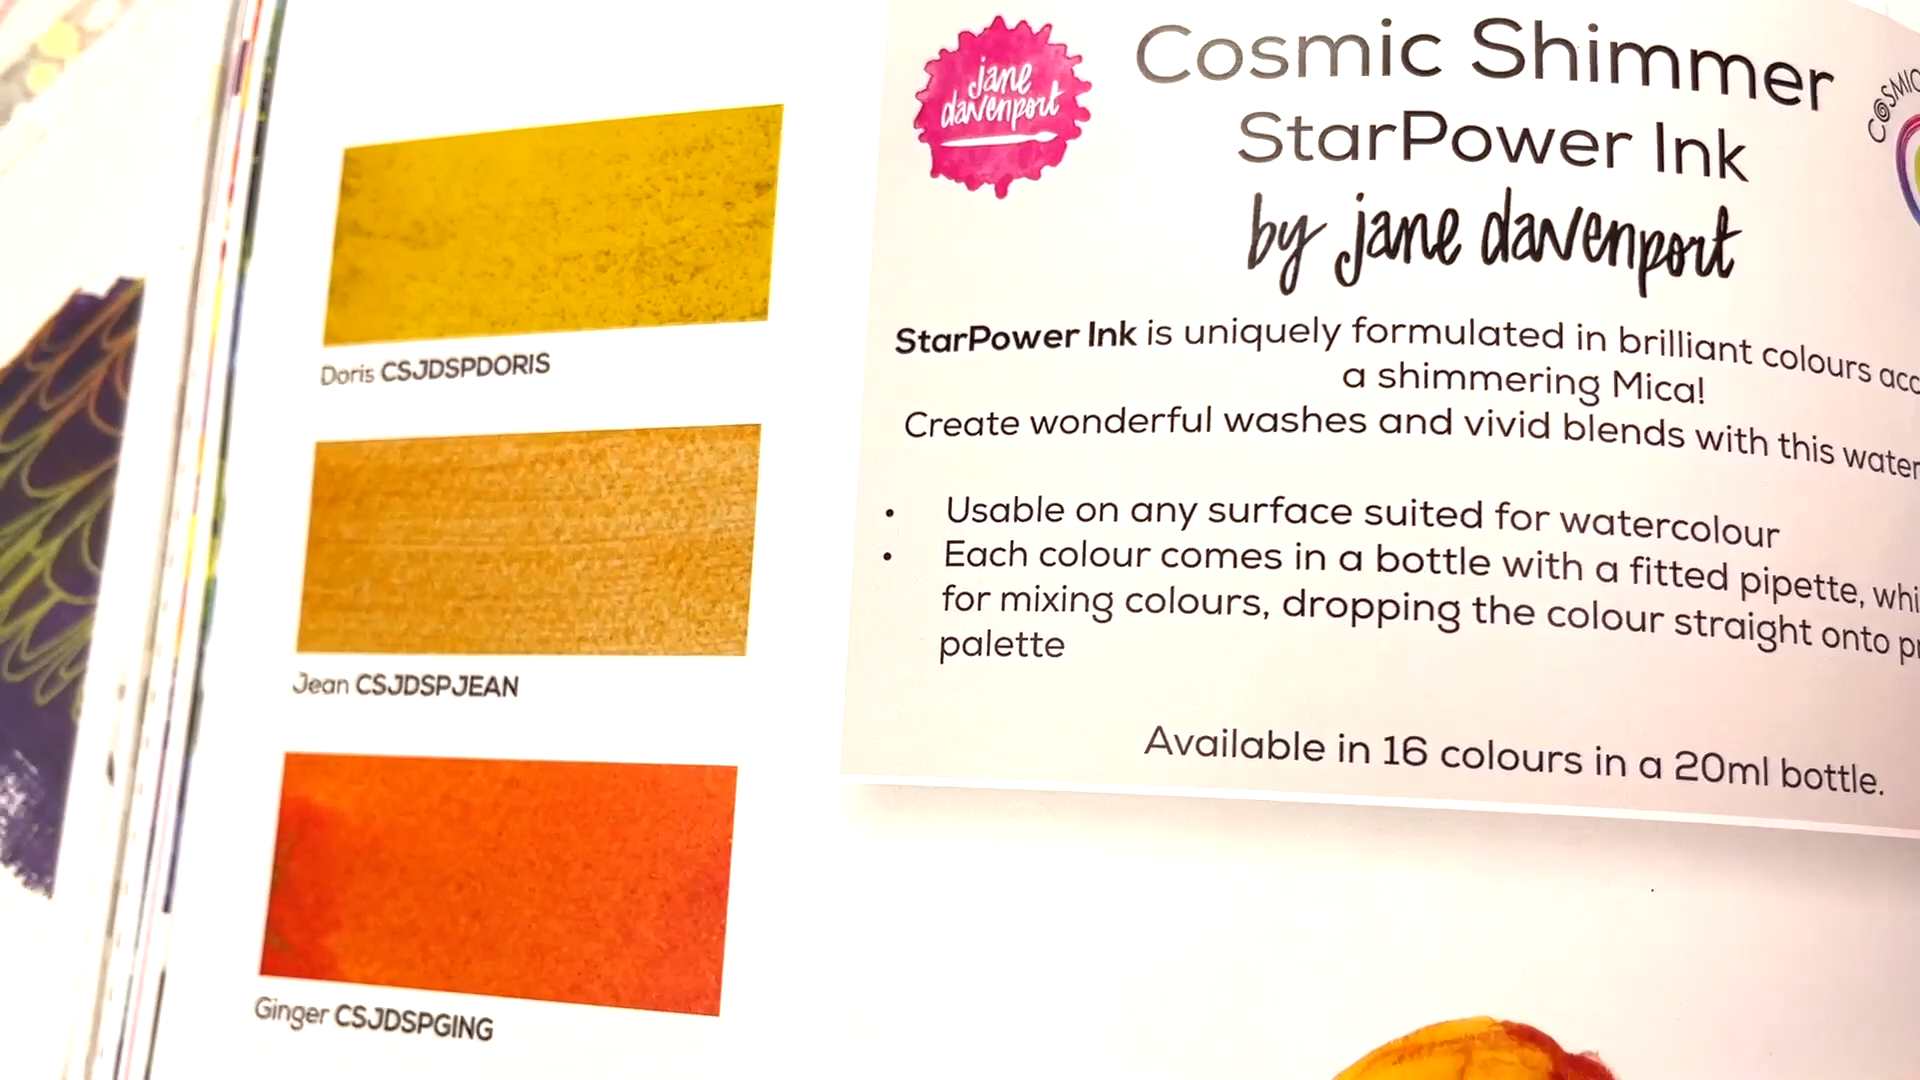 Doris CSJDSPDORIS
Jean CSJDSPJEAN
Ginger CSJDSPGING
jane
davenport
Cosmic Shimmer
StarPower Ink
by jane davenport
COSMIC
StarPower Ink is uniquely formulated in brilliant colours
a shimmering Mica!
Create wonderful washes and vivid blends with this water
• Usable on any surface suited for watercolour
• Each colour comes in a bottle with a fitted pipette,
for mixing colours, dropping the colour straight onto
palette
Available in 16 colours in a 20ml bottle.